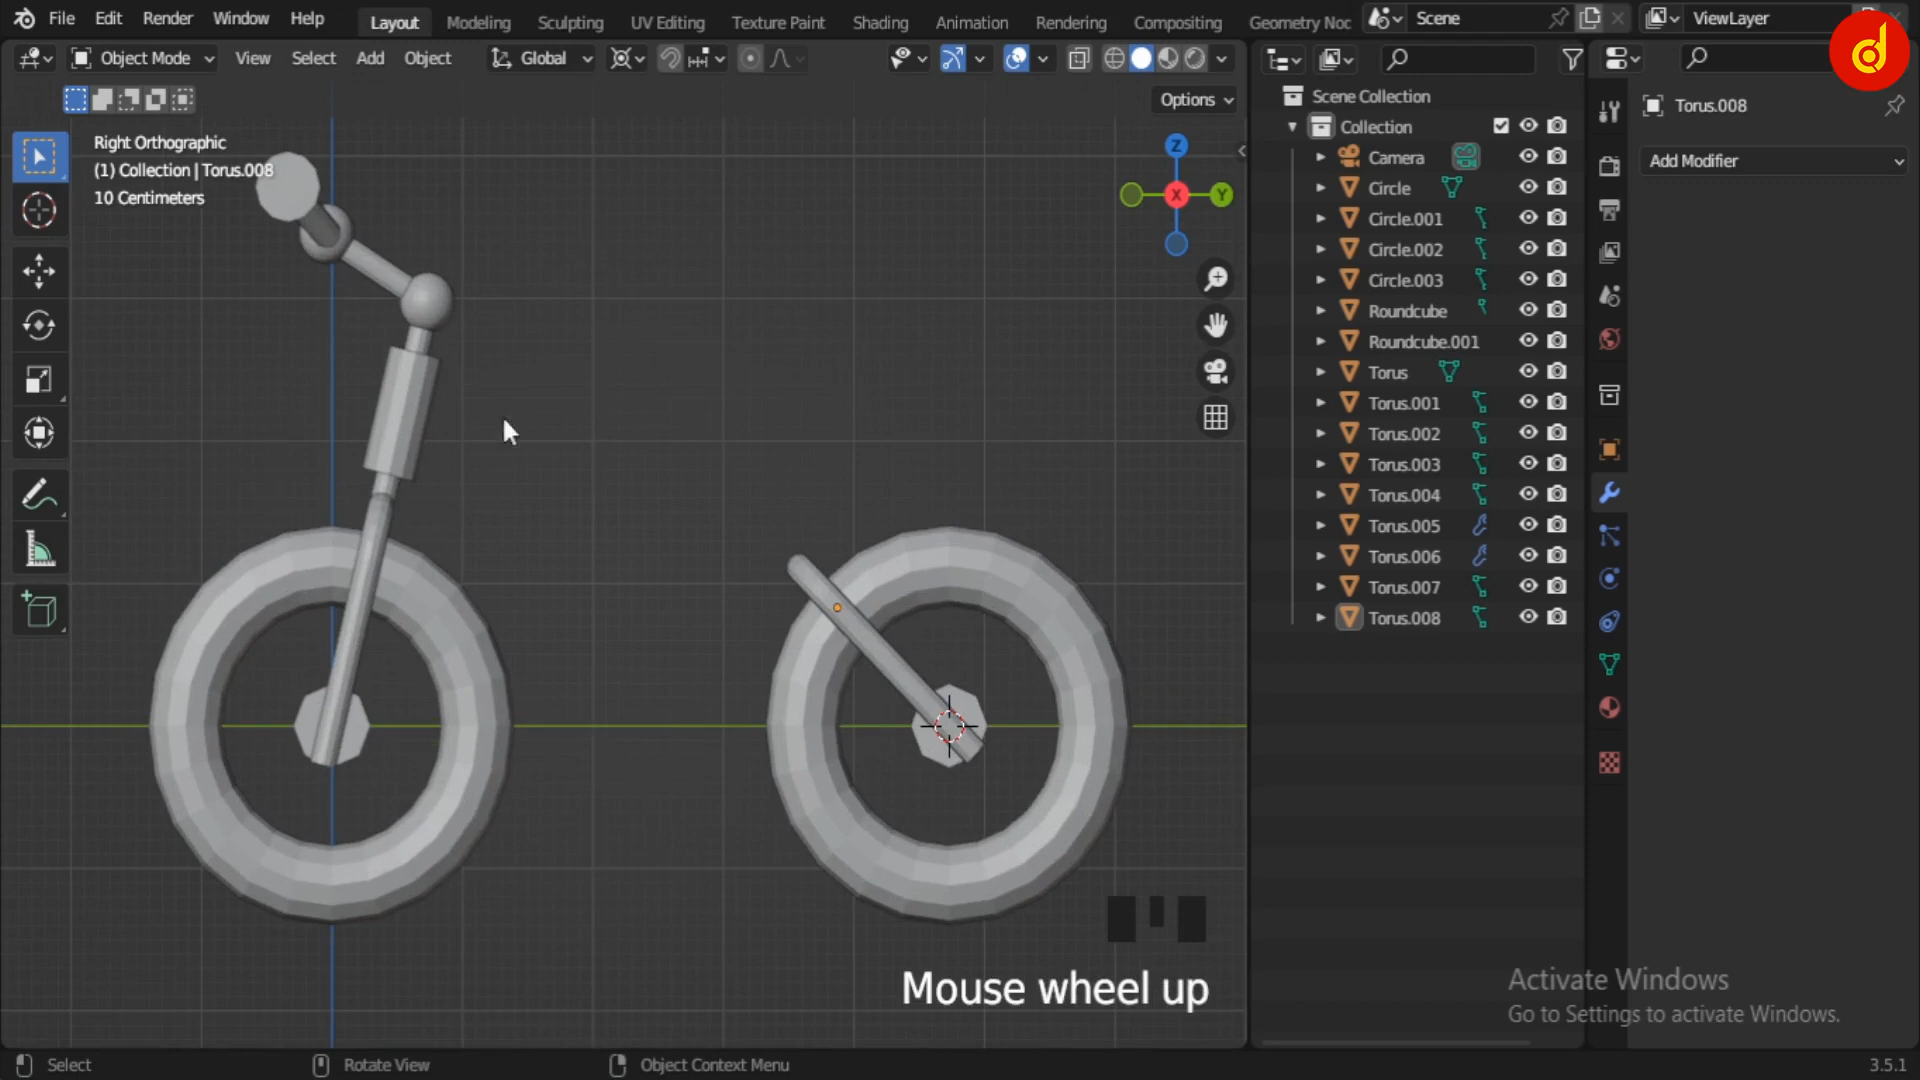 File Edit Render Window Help Layout Modeling Sculpting UV Editing Texture Paint Shading Animation Rendering Compositing Geometry Noc Scene ViewLayer
Object Mode View Select Add Object Global
Options
Right Orthographic
(1) Collection | Torus.008
10 Centimeters
Z
X
Y
Scene Collection
Collection
Camera
Circle
Circle.001
Circle.002
Circle.003
Roundcube
Roundcube.001
Torus
Torus.001
Torus.002
Torus.003
Torus.004
Torus.005
Torus.006
Torus.007
Torus.008
Torus.008
Add Modifier
Mouse wheel up
Activate Windows
Go to Settings to activate Windows.
Select Rotate View Object Context Menu 3.5.1